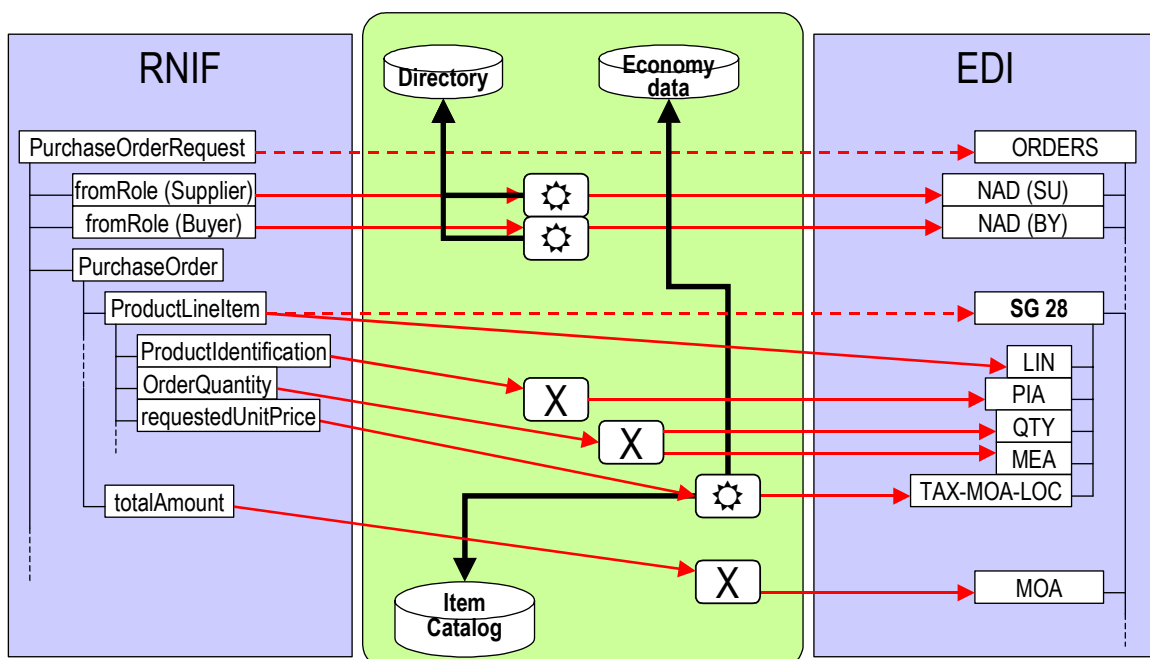 RNIF
PurchaseOrderRequest
fromRole (Supplier)
fromRole (Buyer)
PurchaseOrder
ProductLineItem
ProductIdentification
OrderQuantity
requestedUnitPrice
totalAmount
Directory
Economy
data
X
X
X
Item
Catalog
EDI
ORDERS
NAD (SU)
NAD (BY)
SG 28
LIN
PIA
QTY
MEA
TAX-MOA-LOC
MOA